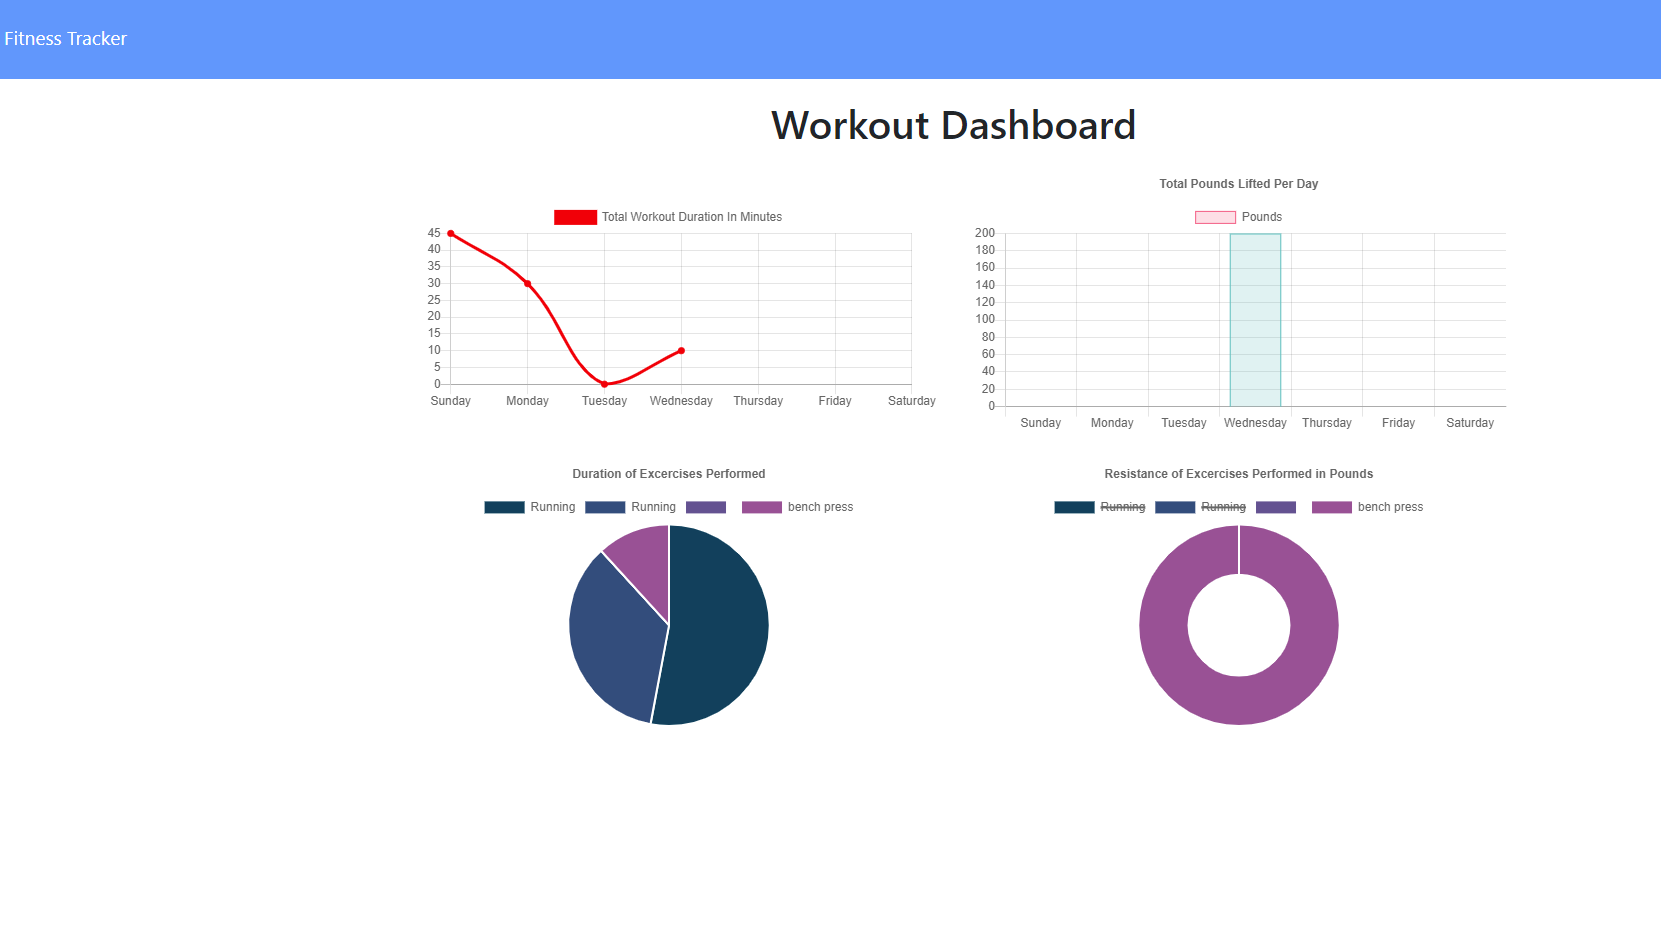 Fitness Tracker
Workout Dashboard
Total Workout Duration In Minutes
45
40
35
30
25
20
15
10
5
0
Sunday Monday Tuesday Wednesday Thursday Friday Saturday
Total Pounds Lifted Per Day
Pounds
200
180
160
140
120
100
80
60
40
20
0
Sunday Monday Tuesday Wednesday Thursday Friday Saturday
Duration of Excercises Performed
Running Running bench press
Resistance of Excercises Performed in Pounds
Running Running bench press